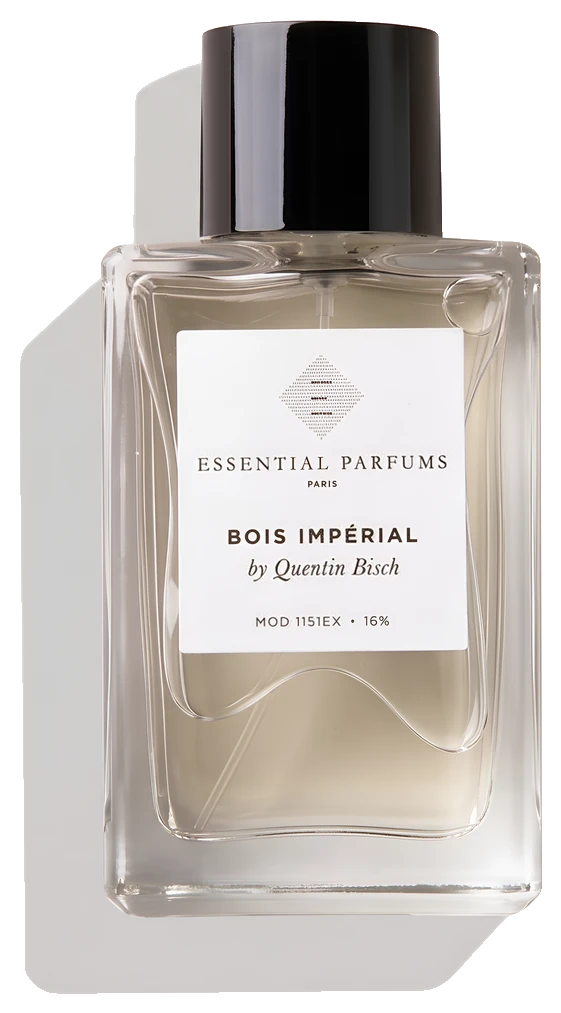 ESSENTIAL PARFUMS
PARIS
BOIS IMPÉRIAL
by Quentin Bisch
MOD 1151EX • 16%